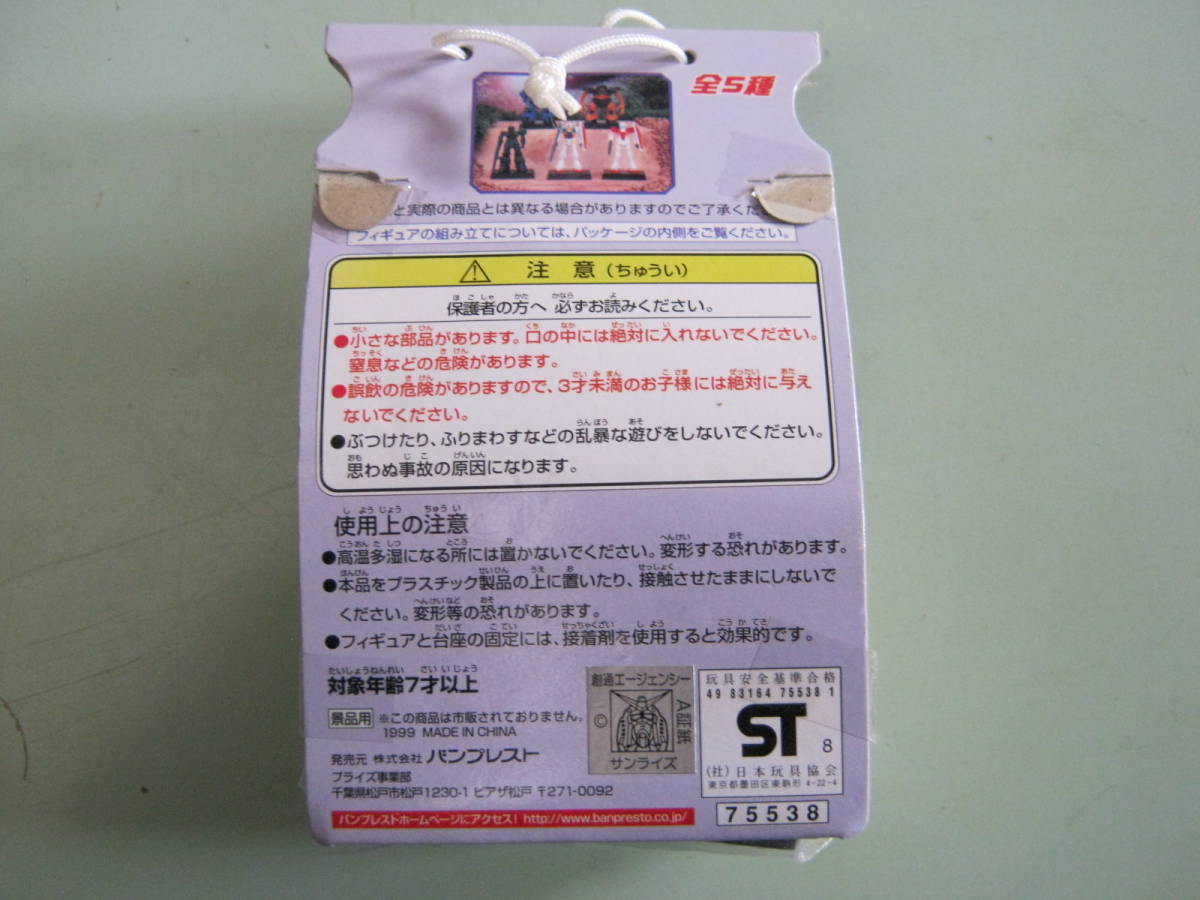 全5種
と実際の商品とは異なる場合がありますのでご了承くだ
フィギュアの組み立てについては、パッケージの内側をご覧ください。
注意(ちゅうい)
保護者の方へ 必ずお読みください。
●小さな部品があります。口の中には絶対に入れないでください。
窒息などの危険があります。
●誤飲の危険がありますので、3才未満のお子様には絶対に与え
ないでください。
●ぶつけたり、ふりまわすなどの乱暴な遊びをしないでください。
思わぬ事故の原因になります。
使用上の注意
●高温多湿になる所には置かないでください。変形する恐れがあります。
●本品をプラスチック製品の上に置いたり、接触させたままにしないで
ください。変形等の恐れがあります。
●フィギュアと台座の固定には、接着剤を使用すると効果的です。
対象年齢7才以上
景品用 ※この商品は市販されておりません。
1999 MADE IN CHINA
発売元 株式会社 バンプレスト
プライズ事業部
千葉県松戸市松戸1230-1 ピアザ松戸 〒271-0092
バンプレストホームページにアクセス! http://www.banpresto.co.jp/
創通エージェンシー
©
A証紙
サンライズ
玩具安全基準合格
49 83164 75538 1
ST 8
(社)日本玩具協会
東京都墨田区東駒形 4-22-4
75538